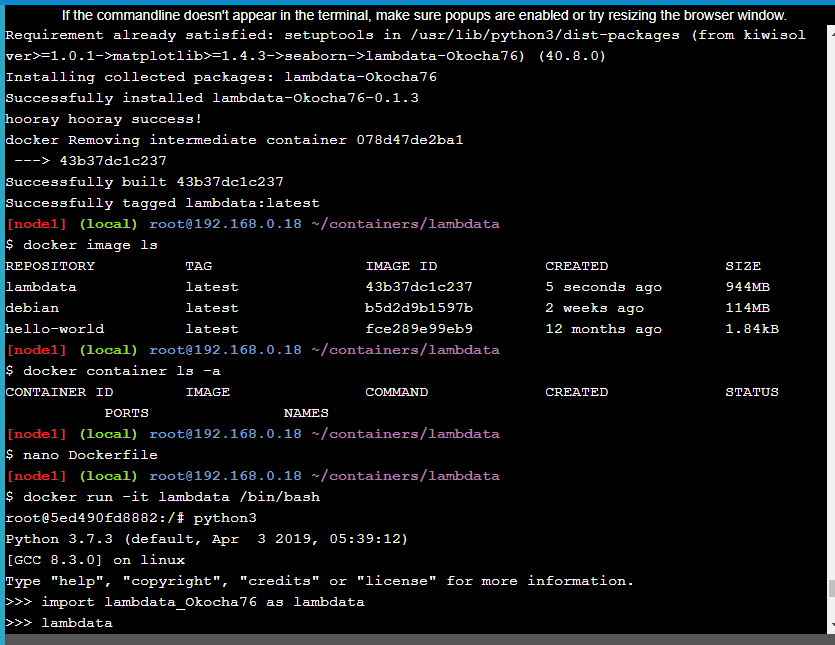 If the commandline doesn't appear in the terminal, make sure popups are enabled or try resizing the browser window.
Requirement already satisfied: setuptools in /usr/lib/python3/dist-packages (from kiwisol
ver>=1.0.1->matplotlib>=1.4.3->seaborn->lambdata-Okocha76) (40.8.0)
Installing collected packages: lambdata-Okocha76
Successfully installed lambdata-Okocha76-0.1.3
hooray hooray success!
docker Removing intermediate container 078d47de2ba1
 ---> 43b37dc1c237
Successfully built 43b37dc1c237
Successfully tagged lambdata:latest
[node1] (local) root@192.168.0.18 ~/containers/lambdata
$ docker image ls
REPOSITORY          TAG                 IMAGE ID            CREATED             SIZE
lambdata            latest              43b37dc1c237        5 seconds ago       944MB
debian              latest              b5d2d9b1597b        2 weeks ago         114MB
hello-world         latest              fce289e99eb9        12 months ago       1.84kB
[node1] (local) root@192.168.0.18 ~/containers/lambdata
$ docker container ls -a
CONTAINER ID        IMAGE               COMMAND             CREATED             STATUS
           PORTS               NAMES
[node1] (local) root@192.168.0.18 ~/containers/lambdata
$ nano Dockerfile
[node1] (local) root@192.168.0.18 ~/containers/lambdata
$ docker run -it lambdata /bin/bash
root@5ed490fd8882:/# python3
Python 3.7.3 (default, Apr  3 2019, 05:39:12)
[GCC 8.3.0] on linux
Type "help", "copyright", "credits" or "license" for more information.
>>> import lambdata_Okocha76 as lambdata
>>> lambdata